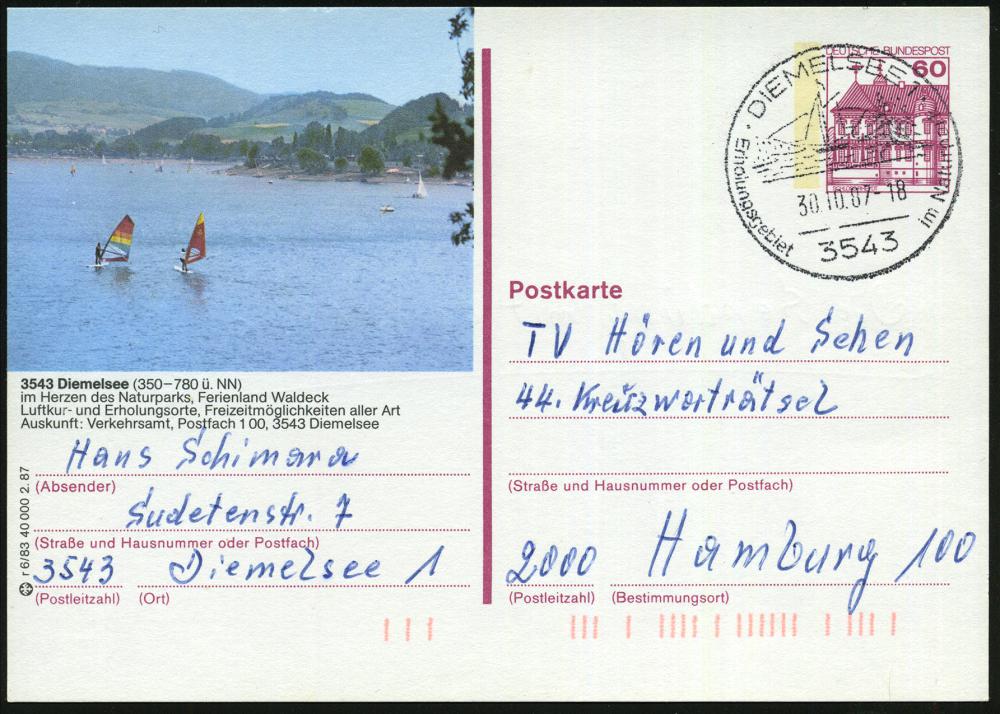 DEUTSCHE BUNDESPOST
60
DIEMELSEE
Erholungsgebiet im
30.10.87-18
3543
Postkarte
TV Hören und Sehen
44. Kreuzworträtsel
(Straße und Hausnummer oder Postfach)
2000 Hamburg 100
(Postleitzahl) (Bestimmungsort)
3543 Diemelsee (350–780 ü. NN)
im Herzen des Naturparks, Ferienland Waldeck
Luftkur- und Erholungsorte, Freizeitmöglichkeiten aller Art
Auskunft: Verkehrsamt, Postfach 100, 3543 Diemelsee
Hans Schimara
(Absender)
Sudetenstr. 7
(Straße und Hausnummer oder Postfach)
3543 Diemelsee 1
(Postleitzahl) (Ort)
r 6/83 40 000 2. 87